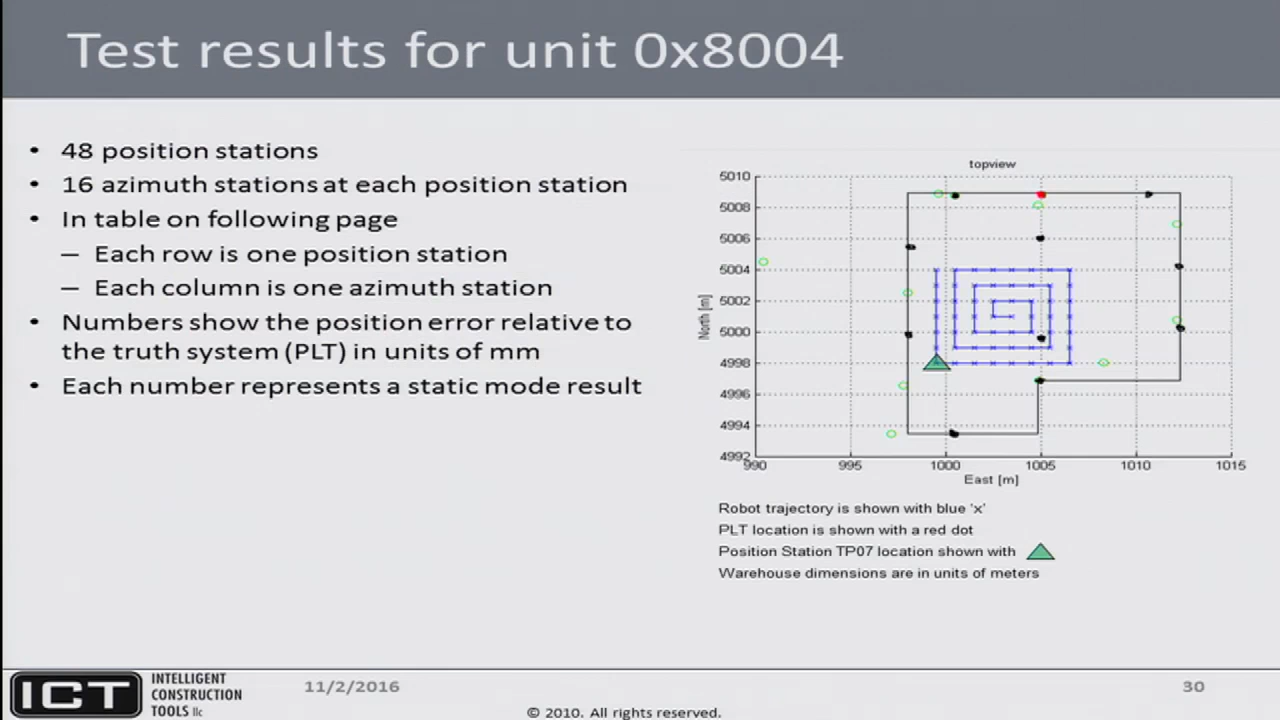 Test results for unit 0x8004
• 48 position stations
• 16 azimuth stations at each position station
• In table on following page
– Each row is one position station
– Each column is one azimuth station
• Numbers show the position error relative to
the truth system (PLT) in units of mm
• Each number represents a static mode result
topview
5010
5008
5006
5004
5002
5000
4998
4996
4994
4992
North [m]
990 995 1000 1005 1010 1015
East [m]
Robot trajectory is shown with blue 'x'
PLT location is shown with a red dot
Position Station TP07 location shown with
Warehouse dimensions are in units of meters
ICT
INTELLIGENT
CONSTRUCTION
TOOLS llc
11/2/2016
© 2010. All rights reserved.
30